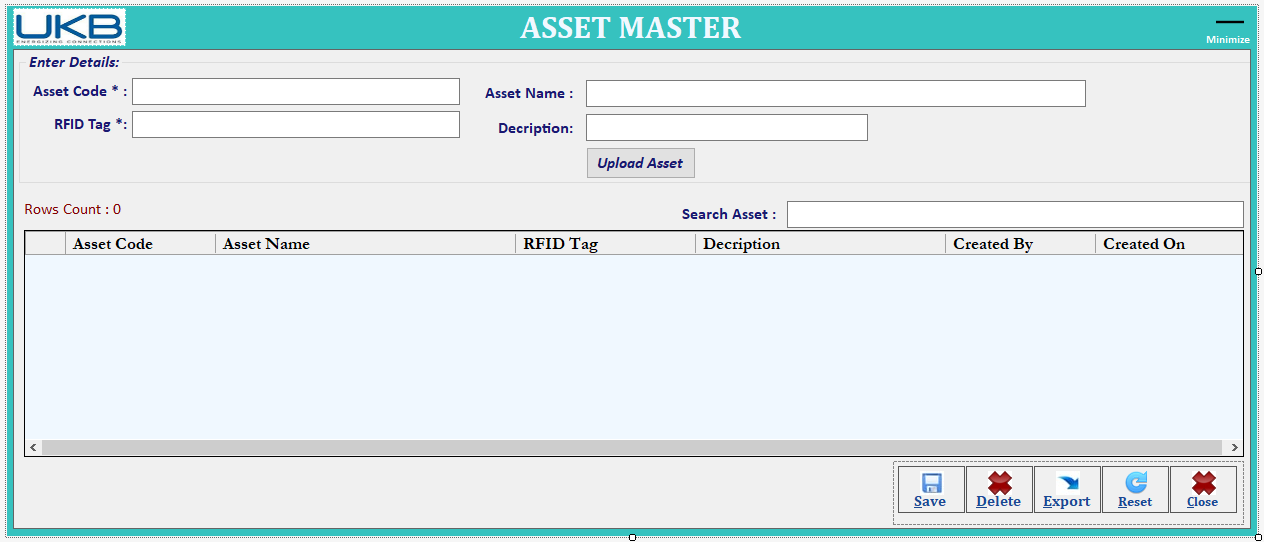 UKB
ENERGIZING CONNECTIONS
ASSET MASTER
Minimize
Enter Details:
Asset Code * :
Asset Name :
RFID Tag *:
Decription:
Upload Asset
Rows Count : 0
Search Asset :
Asset Code Asset Name RFID Tag Decription Created By Created On
Save Delete Export Reset Close